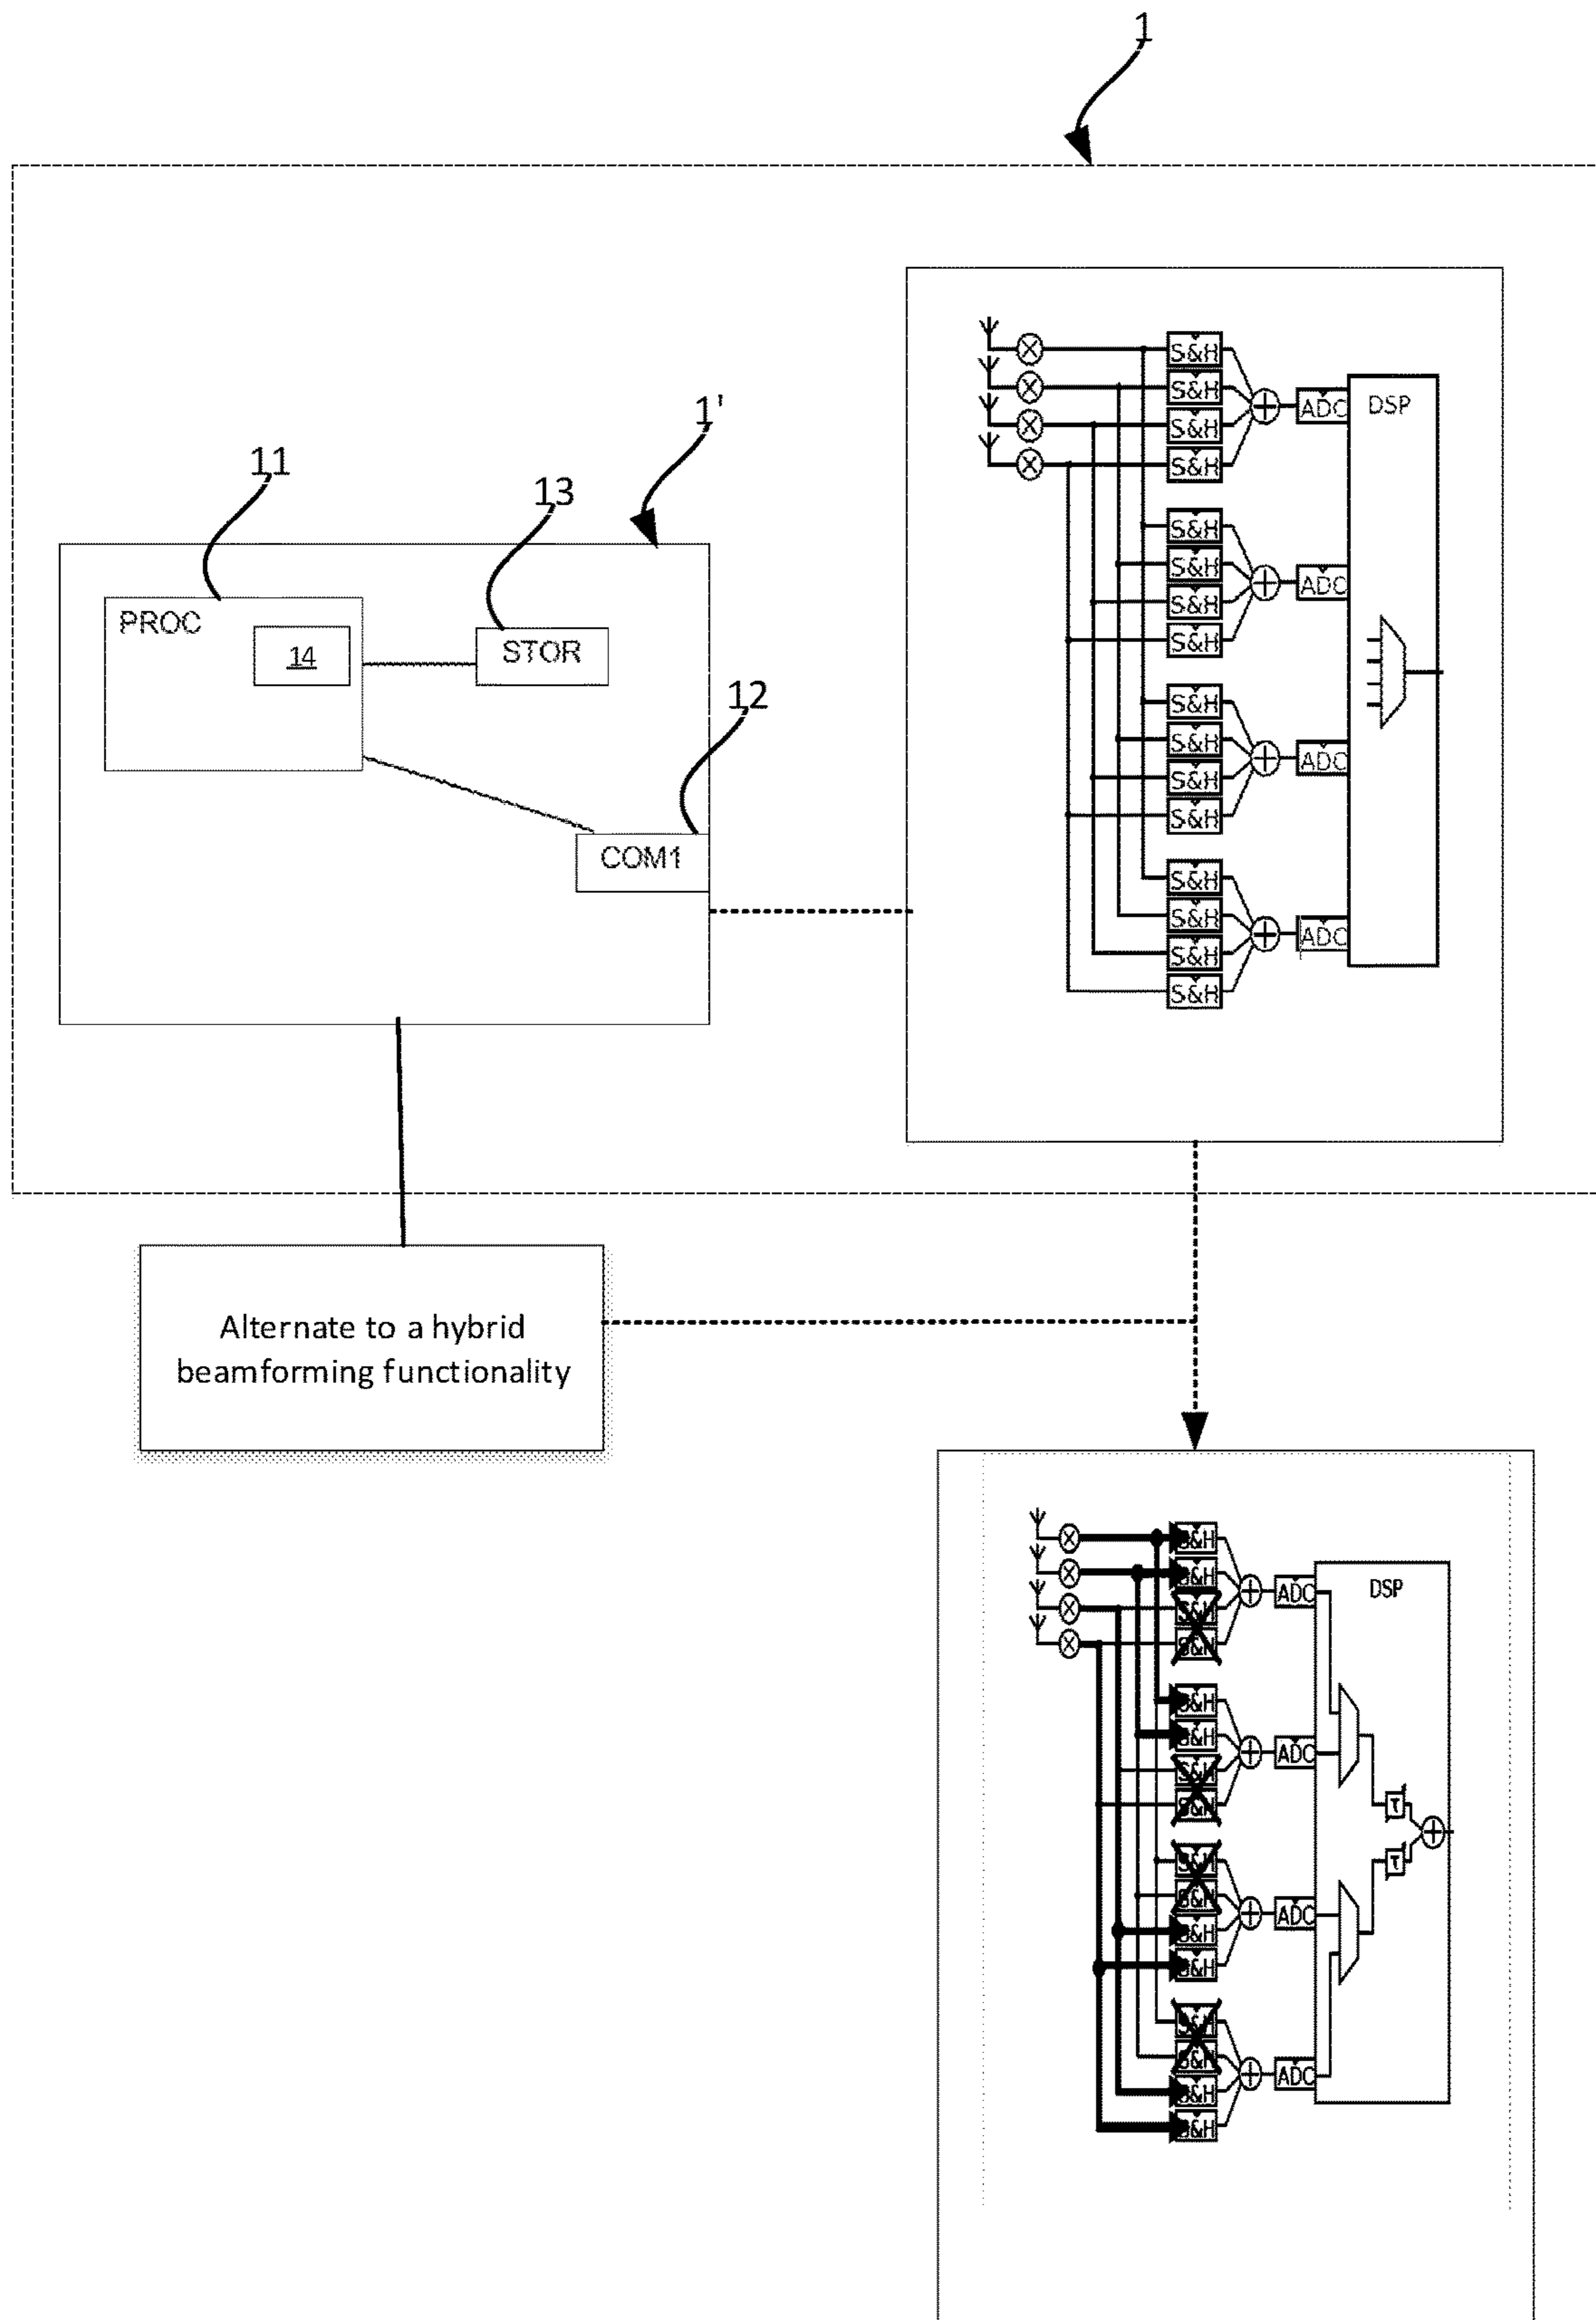 1
1'
11
13
PROC
14
STOR
12
COM1
S&H
S&H
S&H
S&H
ADC
DSP
S&H
S&H
S&H
S&H
ADC
S&H
S&H
S&H
S&H
ADC
S&H
S&H
S&H
S&H
ADC
Alternate to a hybrid
beamforming functionality
S&H
S&H
S&H
S&H
ADC
DSP
S&H
S&H
S&H
S&H
ADC
τ
S&H
S&H
S&H
S&H
ADC
τ
S&H
S&H
S&H
S&H
ADC